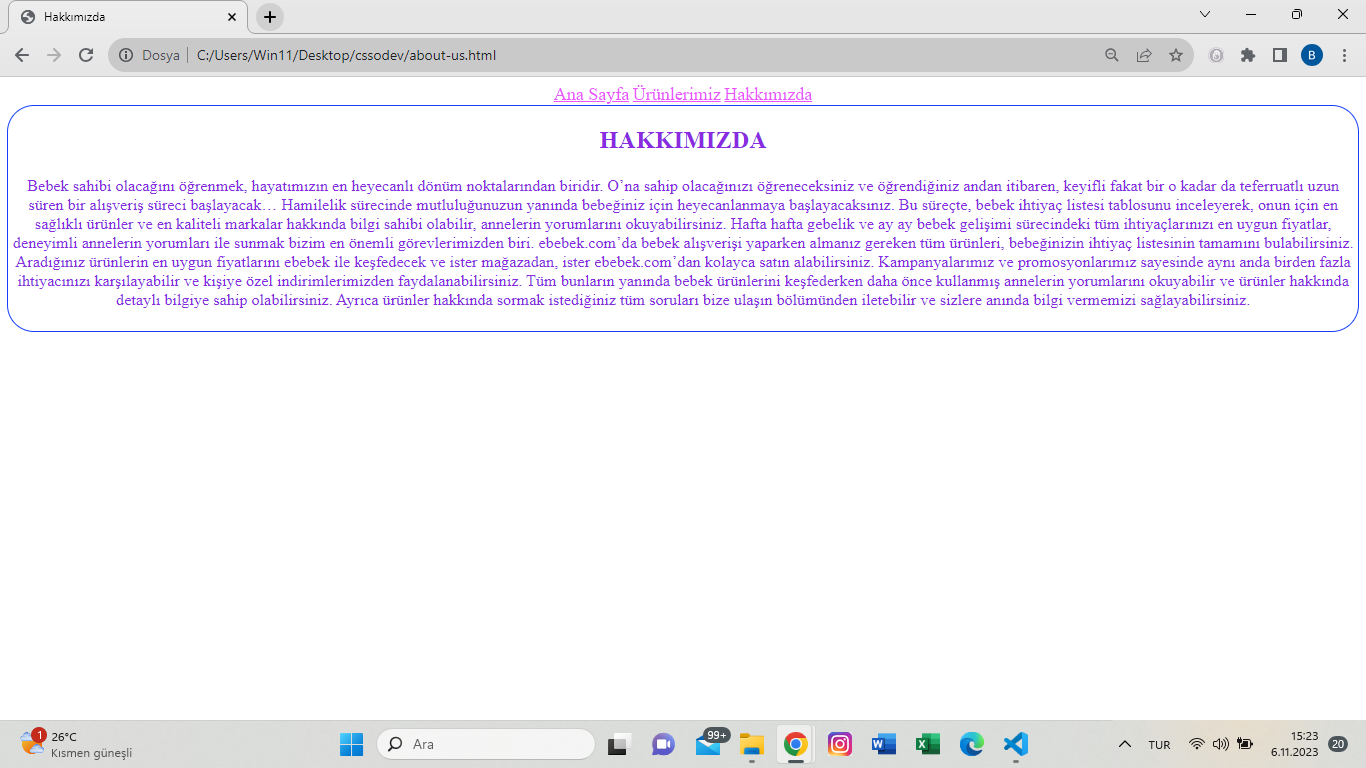 Hakkımızda
Dosya
C:/Users/Win11/Desktop/cssodev/about-us.html
B
Ana Sayfa Ürünlerimiz Hakkımızda
HAKKIMIZDA
Bebek sahibi olacağını öğrenmek, hayatımızın en heyecanlı dönüm noktalarından biridir. O’na sahip olacağınızı öğreneceksiniz ve öğrendiğiniz andan itibaren, keyifli fakat bir o kadar da teferruatlı uzun
süren bir alışveriş süreci başlayacak… Hamilelik sürecinde mutluluğunuzun yanında bebeğiniz için heyecanlanmaya başlayacaksınız. Bu süreçte, bebek ihtiyaç listesi tablosunu inceleyerek, onun için en
sağlıklı ürünler ve en kaliteli markalar hakkında bilgi sahibi olabilir, annelerin yorumlarını okuyabilirsiniz. Hafta hafta gebelik ve ay ay bebek gelişimi sürecindeki tüm ihtiyaçlarınızı en uygun fiyatlar,
deneyimli annelerin yorumları ile sunmak bizim en önemli görevlerimizden biri. ebebek.com’da bebek alışverişi yaparken almanız gereken tüm ürünleri, bebeğinizin ihtiyaç listesinin tamamını bulabilirsiniz.
Aradığınız ürünlerin en uygun fiyatlarını ebebek ile keşfedecek ve ister mağazadan, ister ebebek.com’dan kolayca satın alabilirsiniz. Kampanyalarımız ve promosyonlarımız sayesinde aynı anda birden fazla
ihtiyacınızı karşılayabilir ve kişiye özel indirimlerimizden faydalanabilirsiniz. Tüm bunların yanında bebek ürünlerini keşfederken daha önce kullanmış annelerin yorumlarını okuyabilir ve ürünler hakkında
detaylı bilgiye sahip olabilirsiniz. Ayrıca ürünler hakkında sormak istediğiniz tüm soruları bize ulaşın bölümünden iletebilir ve sizlere anında bilgi vermemizi sağlayabilirsiniz.
1
26°C
Kısmen güneşli
Ara
99+
TUR
15:23
6.11.2023
20